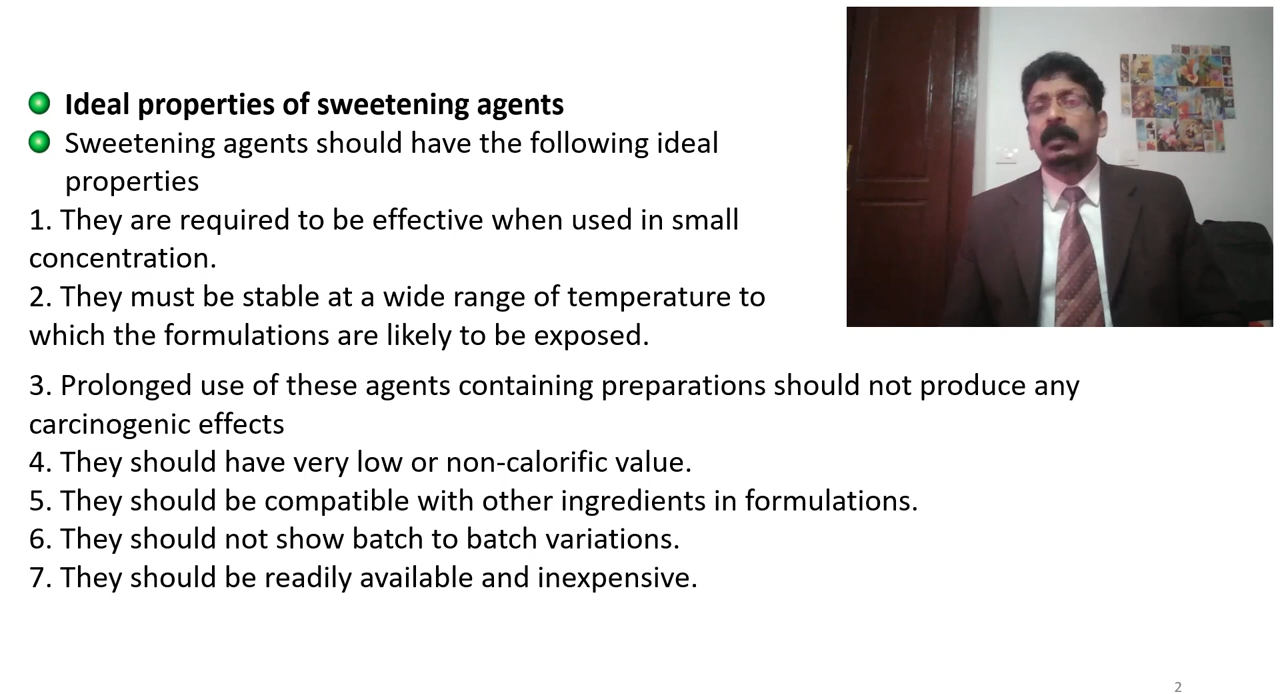 Ideal properties of sweetening agents
Sweetening agents should have the following ideal
properties
1. They are required to be effective when used in small
concentration.
2. They must be stable at a wide range of temperature to
which the formulations are likely to be exposed.
3. Prolonged use of these agents containing preparations should not produce any
carcinogenic effects
4. They should have very low or non-calorific value.
5. They should be compatible with other ingredients in formulations.
6. They should not show batch to batch variations.
7. They should be readily available and inexpensive.
2